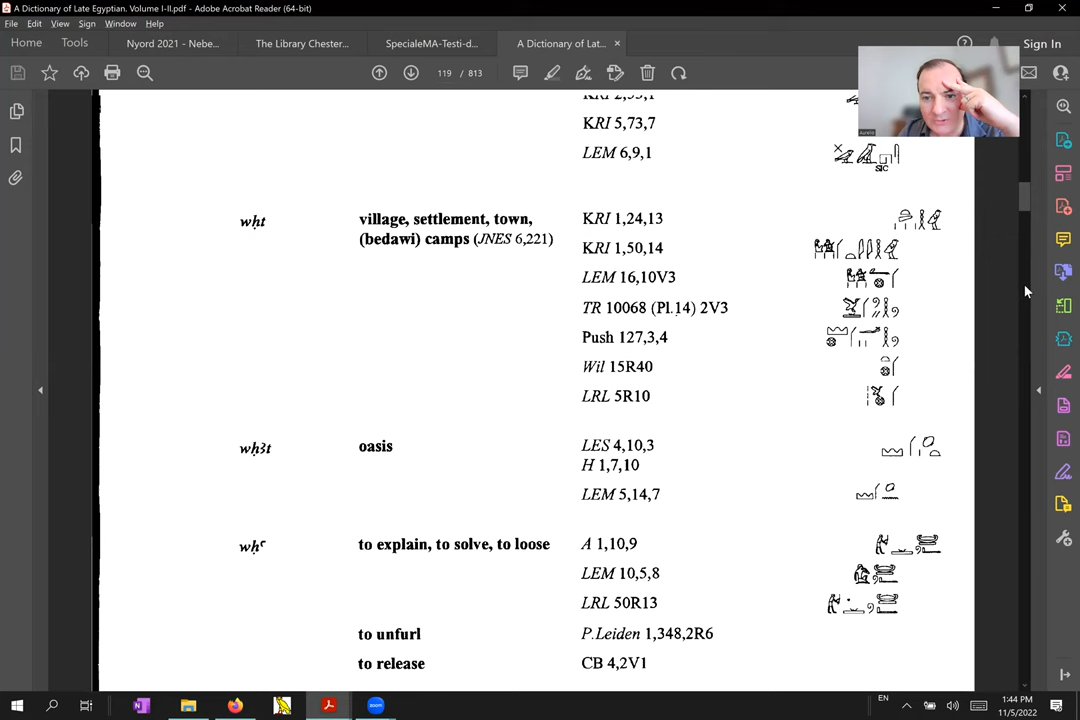 A Dictionary of Late Egyptian. Volume I-II.pdf - Adobe Acrobat Reader (64-bit)
File Edit View Sign Window Help
Home Tools Nyord 2021 - Nebe... The Library Chester... SpecialeMA-Testi-d... A Dictionary of Lat... × Sign In
119 / 813
KRI 5,73,7
LEM 6,9,1
SIC
wḥt village, settlement, town, KRI 1,24,13
(bedawi) camps (JNES 6,221)
KRI 1,50,14
LEM 16,10V3
TR 10068 (Pl.14) 2V3
Push 127,3,4
Wil 15R40
LRL 5R10
wḥꜣt oasis LES 4,10,3
H 1,7,10
LEM 5,14,7
wḥꜥ to explain, to solve, to loose A 1,10,9
LEM 10,5,8
LRL 50R13
to unfurl P.Leiden 1,348,2R6
to release CB 4,2V1
zoom
EN
1:44 PM
11/5/2022